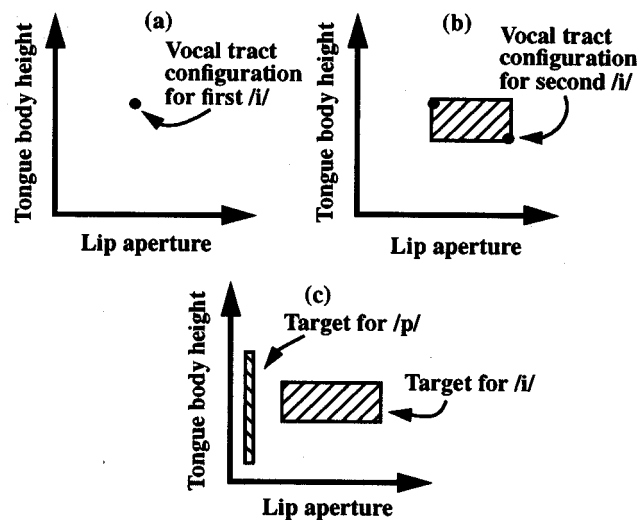 (a)
Tongue body height
Vocal tract
configuration
for first /i/
Lip aperture
(b)
Tongue body height
Vocal tract
configuration
for second /i/
Lip aperture
(c)
Tongue body height
Target for /p/
Target for /i/
Lip aperture